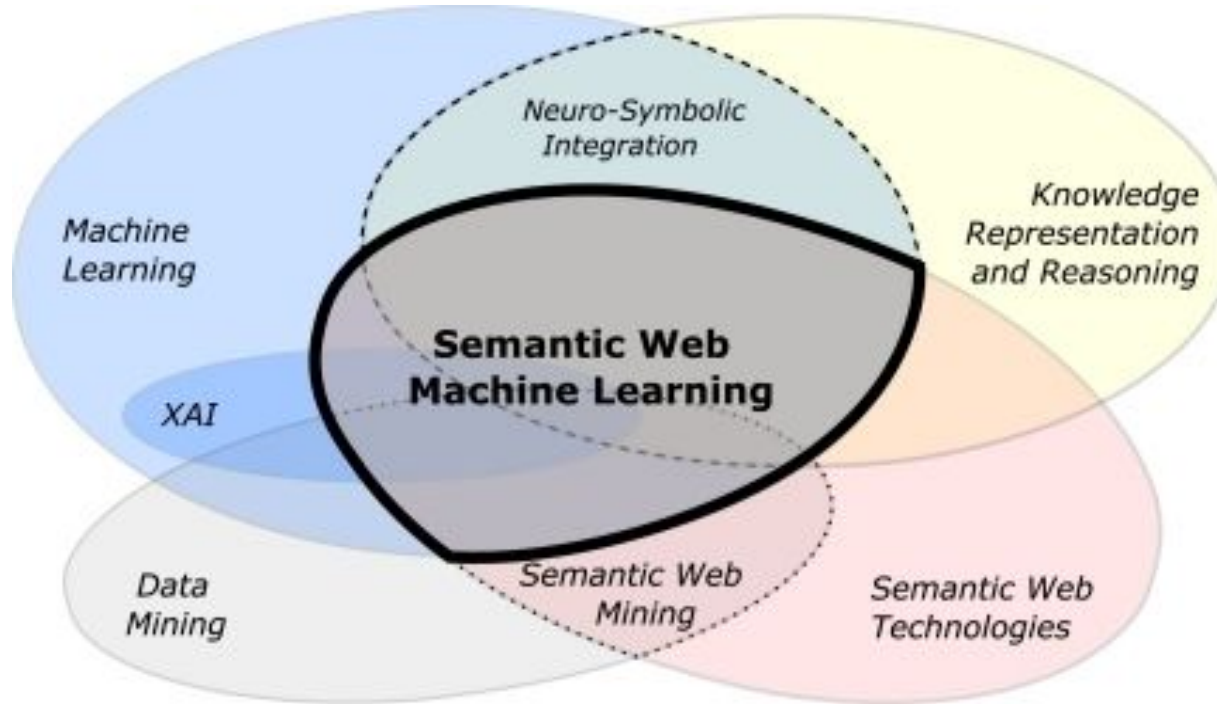 Neuro-Symbolic
Integration
Machine
Learning
Knowledge
Representation
and Reasoning
Semantic Web
Machine Learning
XAI
Data
Mining
Semantic Web
Mining
Semantic Web
Technologies